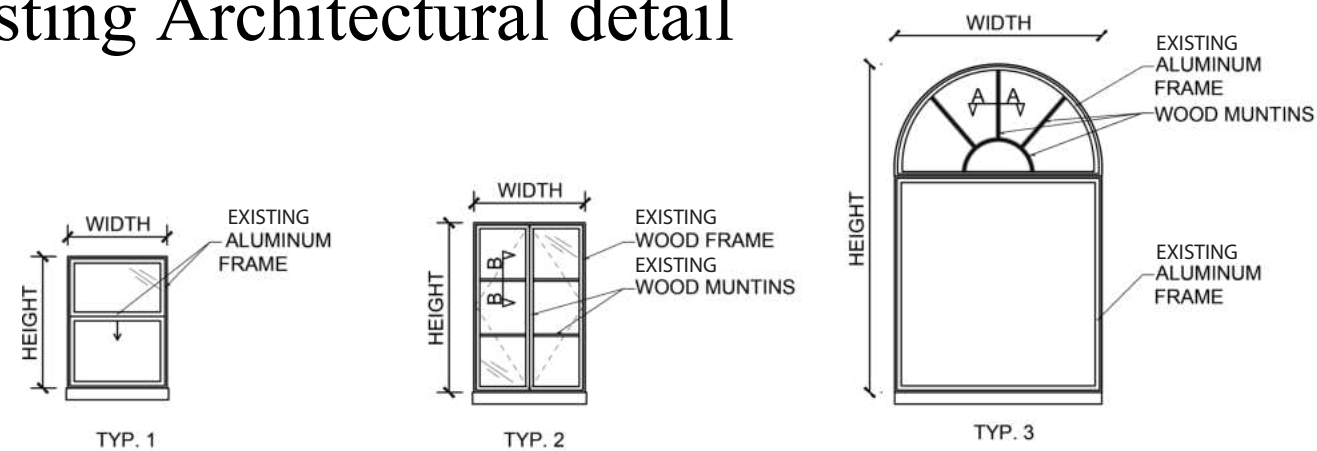 sting Architectural detail
WIDTH
HEIGHT
EXISTING
ALUMINUM
FRAME
TYP. 1
WIDTH
HEIGHT
B
B
EXISTING
WOOD FRAME
EXISTING
WOOD MUNTINS
TYP. 2
WIDTH
HEIGHT
A A
EXISTING
ALUMINUM
FRAME
WOOD MUNTINS
EXISTING
ALUMINUM
FRAME
TYP. 3